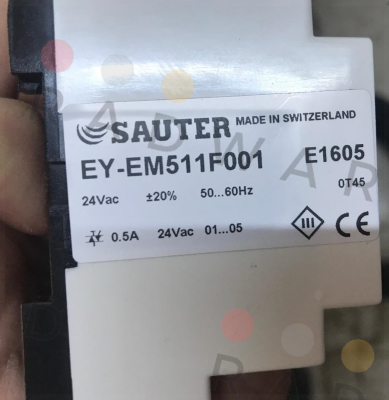 SAUTER MADE IN SWITZERLAND
EY-EM511F001 E1605
24Vac ±20% 50...60Hz 0T45
0.5A 24Vac 01...05
III CE